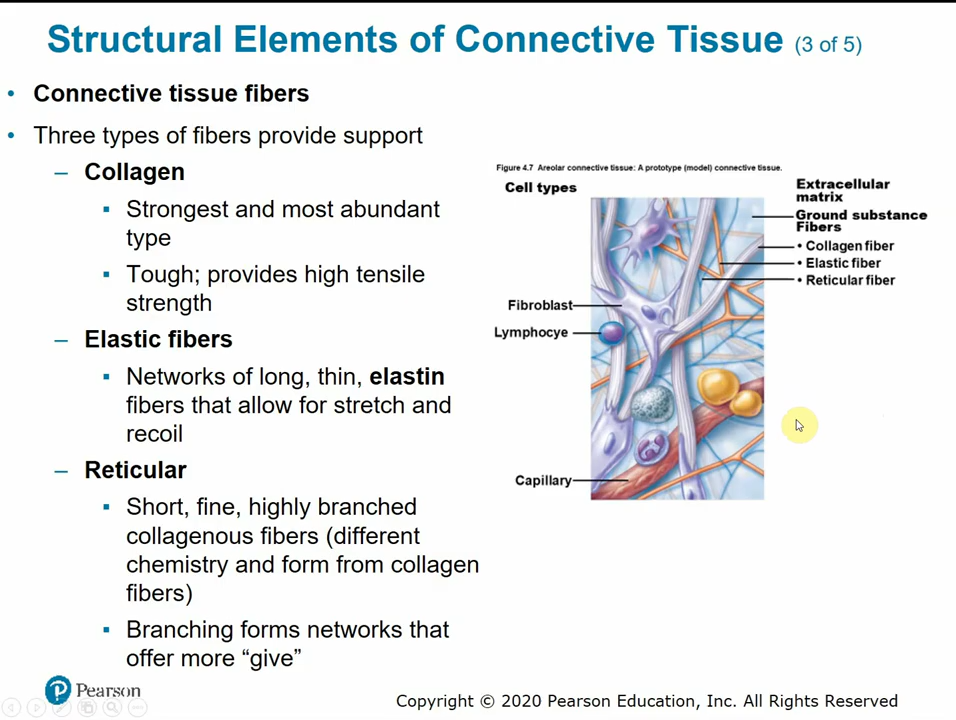 Structural Elements of Connective Tissue (3 of 5)
• Connective tissue fibers
• Three types of fibers provide support
– Collagen
▪ Strongest and most abundant
type
▪ Tough; provides high tensile
strength
– Elastic fibers
▪ Networks of long, thin, elastin
fibers that allow for stretch and
recoil
– Reticular
▪ Short, fine, highly branched
collagenous fibers (different
chemistry and form from collagen
fibers)
▪ Branching forms networks that
offer more “give”
Figure 4.7 Areolar connective tissue: A prototype (model) connective tissue.
Cell types
Extracellular
matrix
Ground substance
Fibers
• Collagen fiber
• Elastic fiber
• Reticular fiber
Fibroblast
Lymphocye
Capillary
P Pearson
Copyright © 2020 Pearson Education, Inc. All Rights Reserved